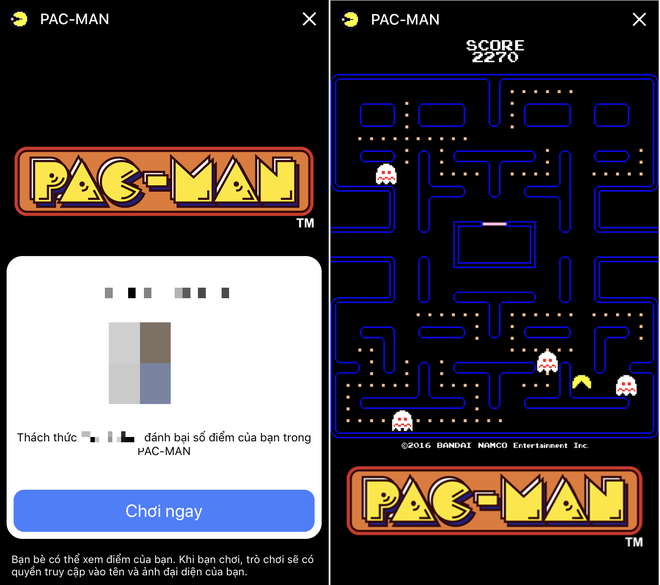 PAC-MAN
PAC-MAN
TM
Thách thức đánh bại số điểm của bạn trong
PAC-MAN
Chơi ngay
Bạn bè có thể xem điểm của bạn. Khi bạn chơi, trò chơi sẽ có
quyền truy cập vào tên và ảnh đại diện của bạn.
PAC-MAN
SCORE
2270
©2016 BANDAI NAMCO Entertainment Inc.
PAC-MAN
TM